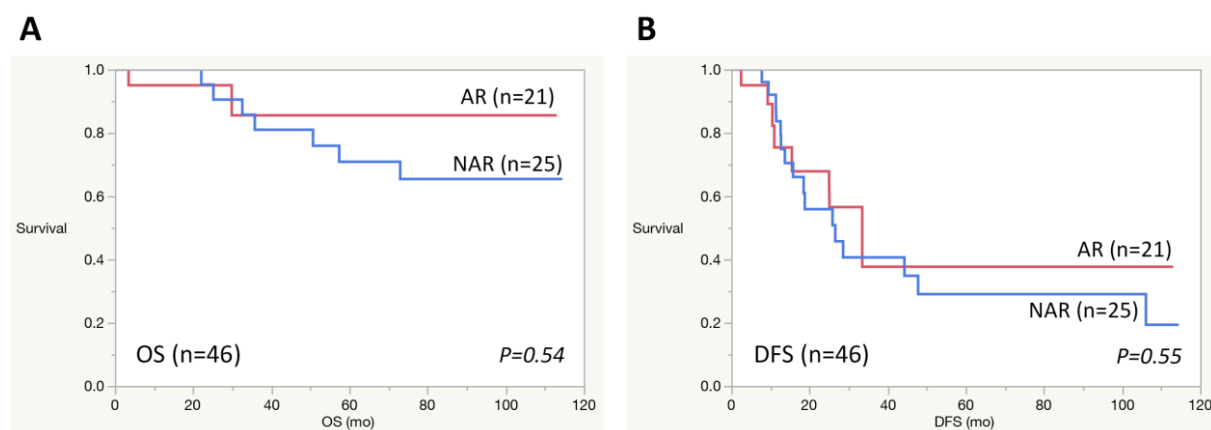 A
1.0
0.8
0.6
Survival
0.4
0.2
0.0
AR (n=21)
NAR (n=25)
OS (n=46)
P=0.54
0 20 40 60 80 100 120
OS (mo)
B
1.0
0.8
0.6
Survival
0.4
0.2
0.0
AR (n=21)
NAR (n=25)
DFS (n=46)
P=0.55
0 20 40 60 80 100 120
DFS (mo)